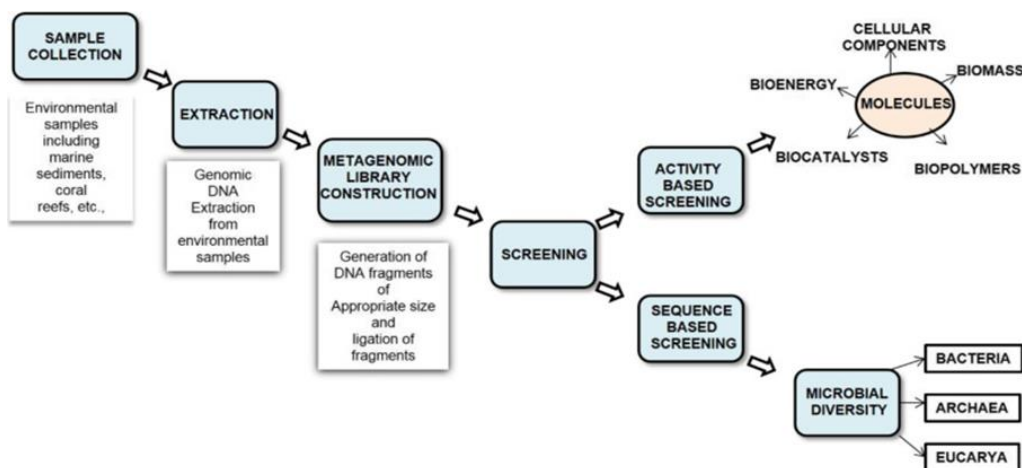 SAMPLE
COLLECTION
Environmental
samples
including
marine
sediments,
coral
reefs, etc.,
EXTRACTION
Genomic
DNA
Extraction
from
environmental
samples
METAGENOMIC
LIBRARY
CONSTRUCTION
Generation of
DNA fragments
of
Appropriate size
and
ligation of
fragments
SCREENING
ACTIVITY
BASED
SCREENING
CELLULAR
COMPONENTS
BIOENERGY
BIOMASS
MOLECULES
BIOCATALYSTS
BIOPOLYMERS
SEQUENCE
BASED
SCREENING
MICROBIAL
DIVERSITY
BACTERIA
ARCHAEA
EUCARYA